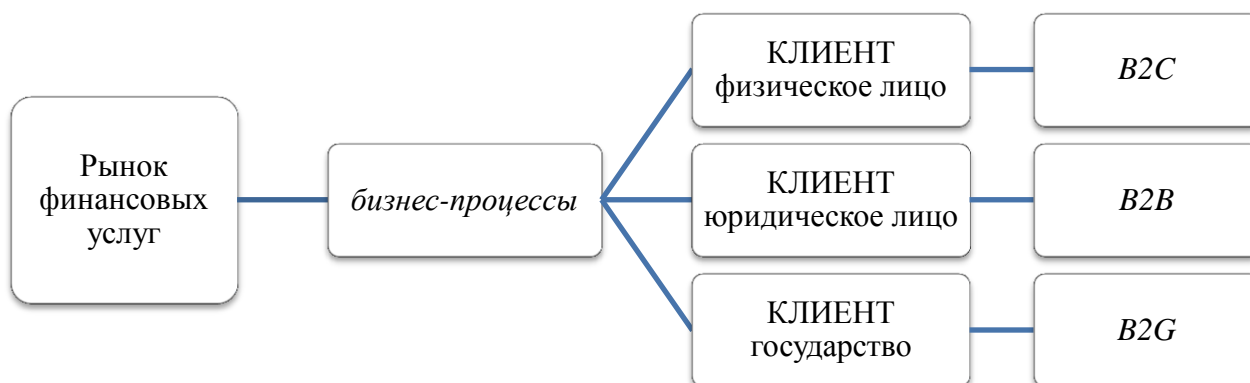 Рынок
финансовых
услуг
бизнес-процессы
КЛИЕНТ
физическое лицо
B2C
КЛИЕНТ
юридическое лицо
B2B
КЛИЕНТ
государство
B2G